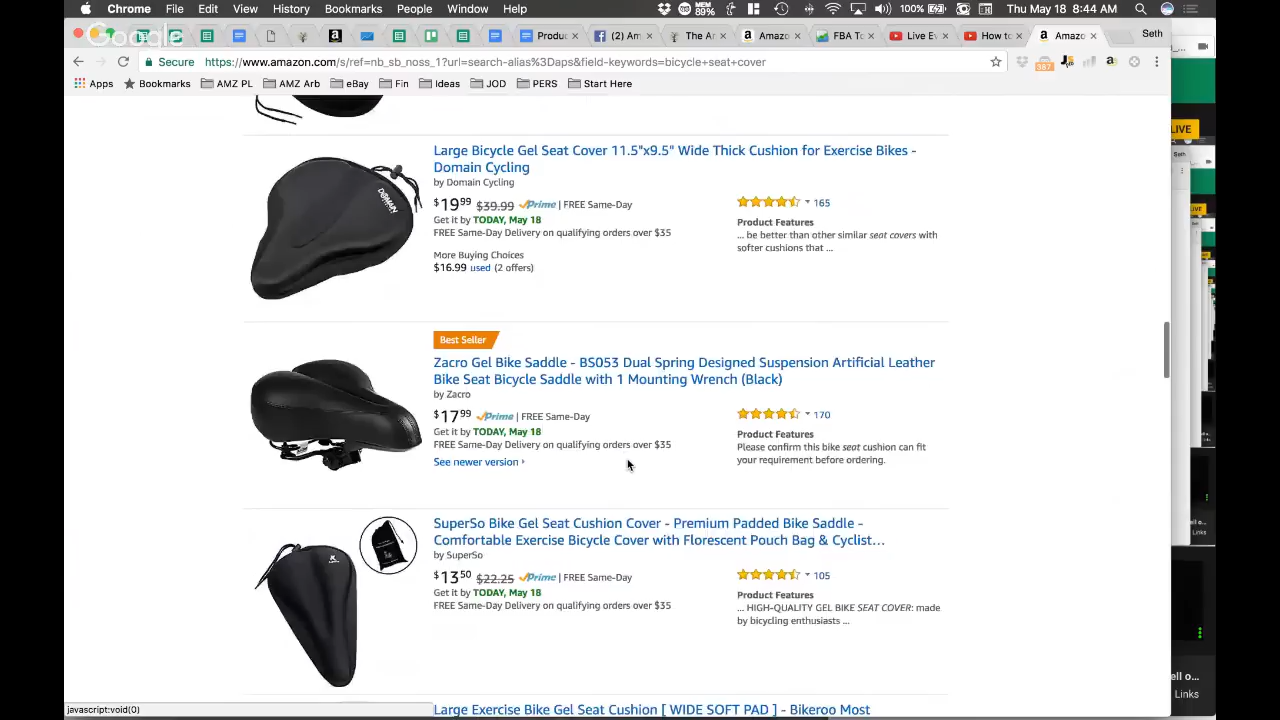 Chrome File Edit View History Bookmarks People Window Help MEM 89% 100% Thu May 18 8:44 AM
Google
Produc × (2) Am × The Ar × Amazo × FBA To × Live Ev × How to × Amazo × Seth
Secure https://www.amazon.com/s/ref=nb_sb_noss_1?url=search-alias%3Daps&field-keywords=bicycle+seat+cover 387
Apps Bookmarks AMZ PL AMZ Arb eBay Fin Ideas JOD PERS Start Here
LIVE
Seth
Large Bicycle Gel Seat Cover 11.5"x9.5" Wide Thick Cushion for Exercise Bikes -
Domain Cycling
by Domain Cycling
DOMAIN
$19 99 $39.99 Prime | FREE Same-Day
165
Get it by TODAY, May 18
Product Features
FREE Same-Day Delivery on qualifying orders over $35
... be better than other similar seat covers with
softer cushions that ...
More Buying Choices
$16.99 used (2 offers)
Best Seller
Zacro Gel Bike Saddle - BS053 Dual Spring Designed Suspension Artificial Leather
Bike Seat Bicycle Saddle with 1 Mounting Wrench (Black)
by Zacro
$17 99 Prime | FREE Same-Day
170
Get it by TODAY, May 18
Product Features
FREE Same-Day Delivery on qualifying orders over $35
Please confirm this bike seat cushion can fit
your requirement before ordering.
See newer version
SuperSo Bike Gel Seat Cushion Cover - Premium Padded Bike Saddle -
Comfortable Exercise Bicycle Cover with Florescent Pouch Bag & Cyclist...
by SuperSo
$13 50 $22.25 Prime | FREE Same-Day
105
Get it by TODAY, May 18
Product Features
FREE Same-Day Delivery on qualifying orders over $35
... HIGH-QUALITY GEL BIKE SEAT COVER: made
by bicycling enthusiasts ...
Large Exercise Bike Gel Seat Cushion [ WIDE SOFT PAD ] - Bikeroo Most
javascript:void(0)
ell o...
Links